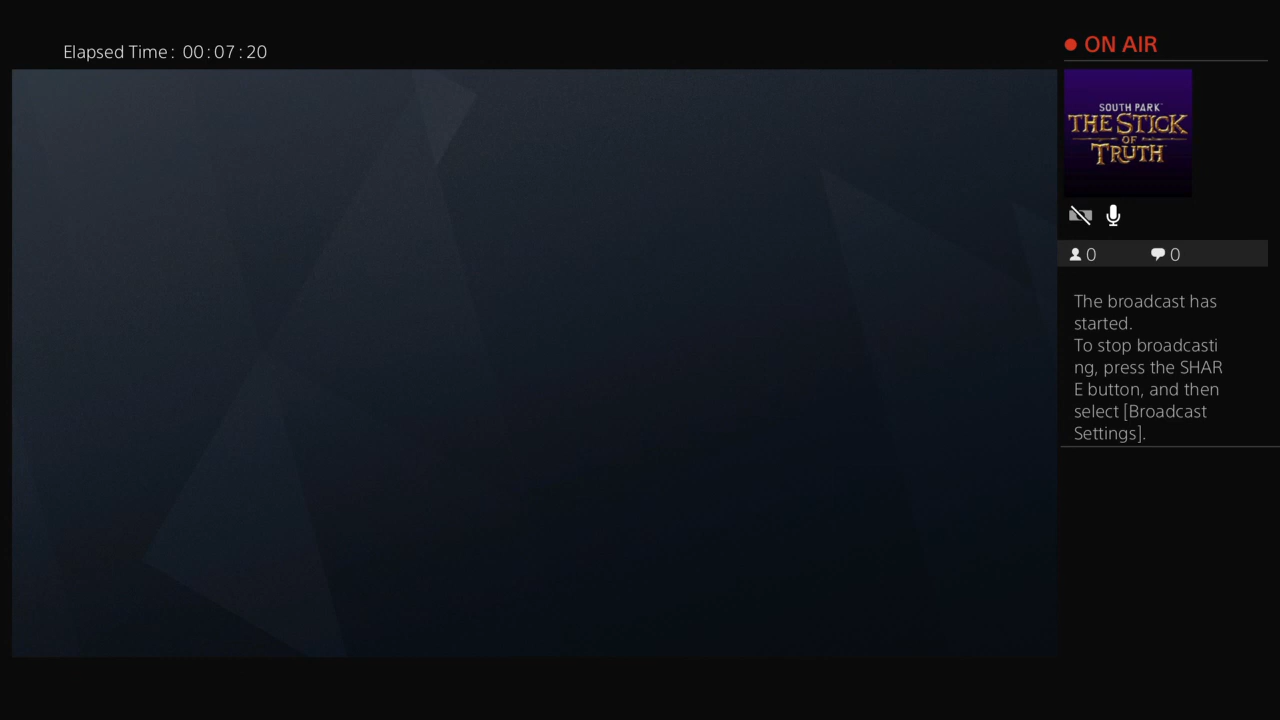 Elapsed Time: 00:07:20
ON AIR
SOUTH PARK
THE STICK
OF
TRUTH
0 0
The broadcast has
started.
To stop broadcasti
ng, press the SHAR
E button, and then
select [Broadcast
Settings].